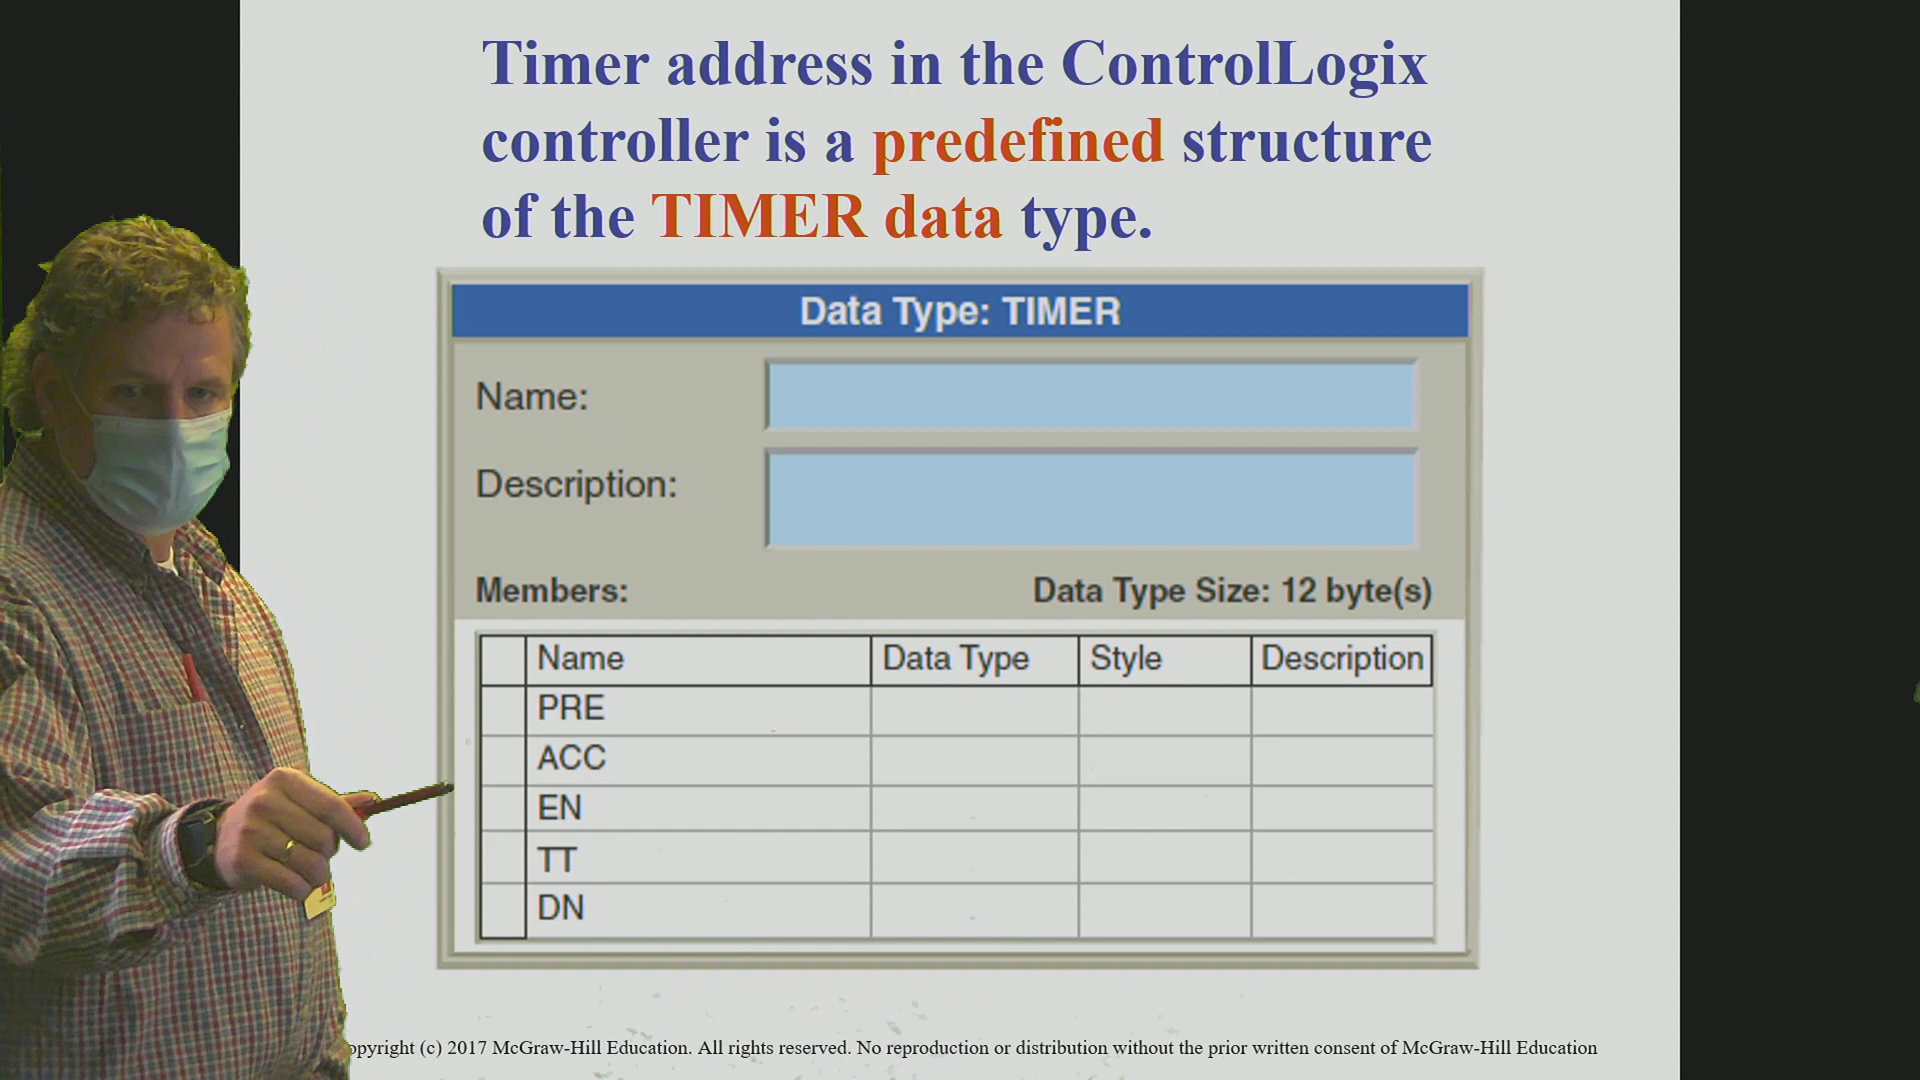 Timer address in the ControlLogix
controller is a predefined structure
of the TIMER data type.
Data Type: TIMER
Name:
Description:
Members: Data Type Size: 12 byte(s)
Name Data Type Style Description
PRE
ACC
EN
TT
DN
opyright (c) 2017 McGraw-Hill Education. All rights reserved. No reproduction or distribution without the prior written consent of McGraw-Hill Education